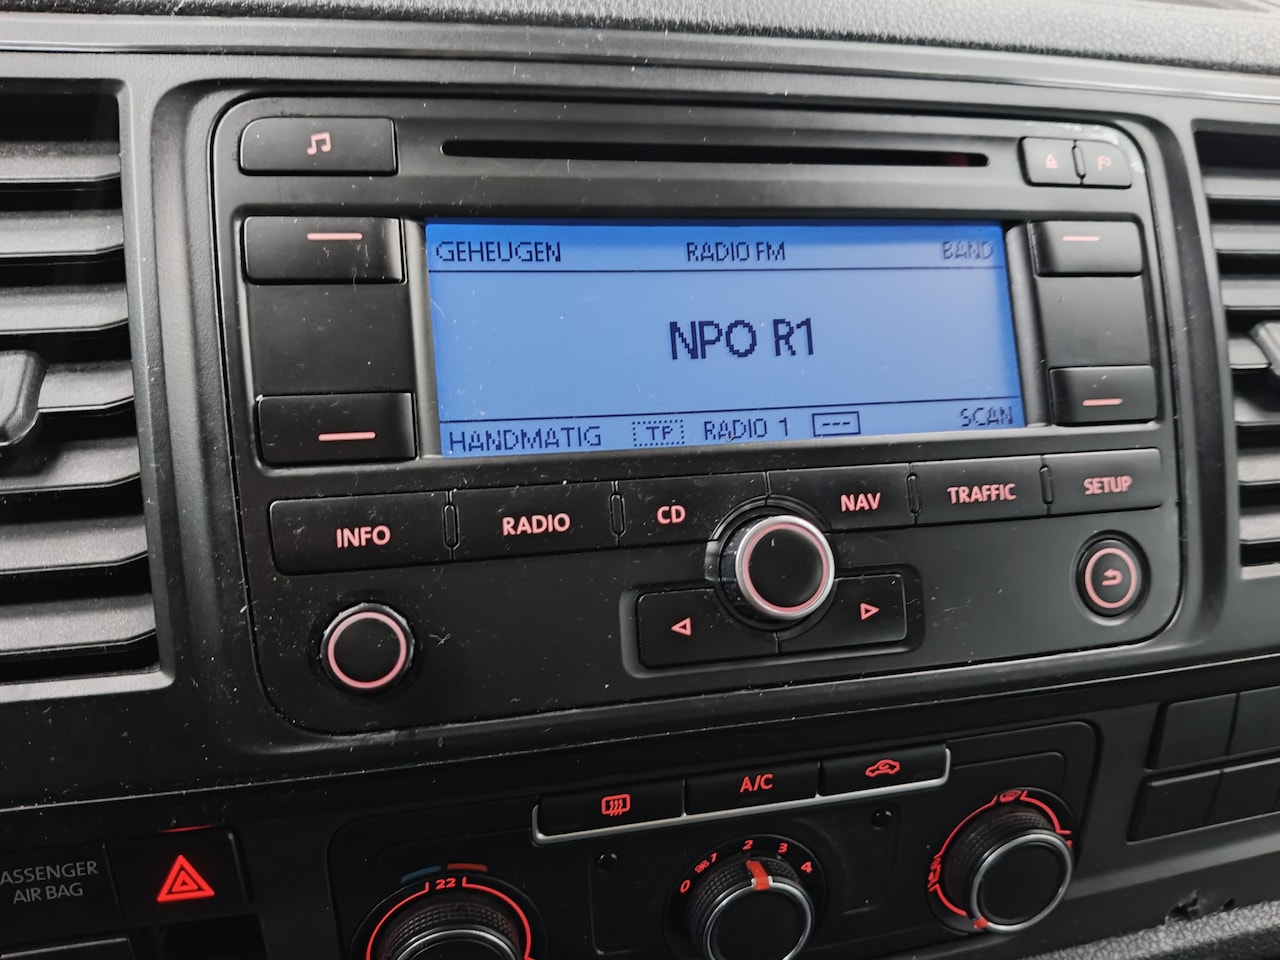 GEHEUGEN RADIO FM BAND
NPO R1
HANDMATIG TP RADIO 1 --- SCAN
INFO RADIO CD NAV TRAFFIC SETUP
A/C
PASSENGER
AIR BAG
22
0 1 2 3 4